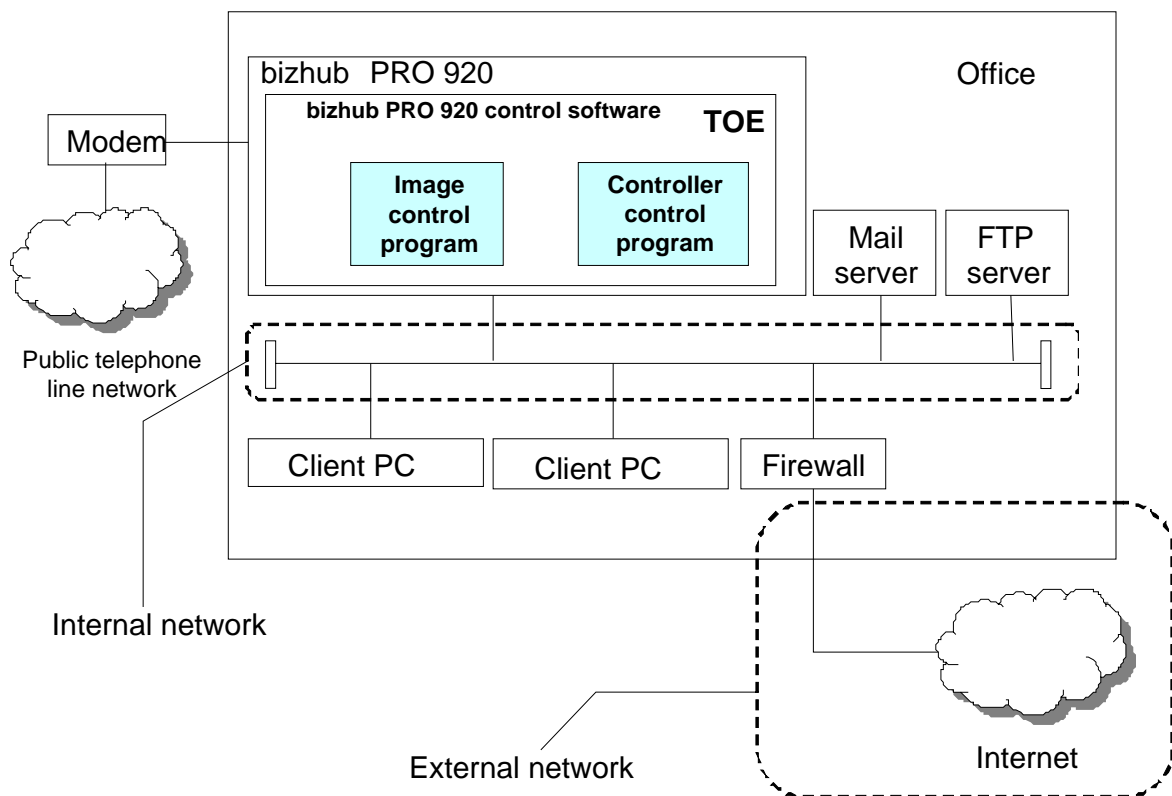 bizhub PRO 920
Office
bizhub PRO 920 control software
TOE
Modem
Image
control
program
Controller
control
program
Mail
server
FTP
server
Public telephone
line network
Client PC
Client PC
Firewall
Internal network
External network
Internet